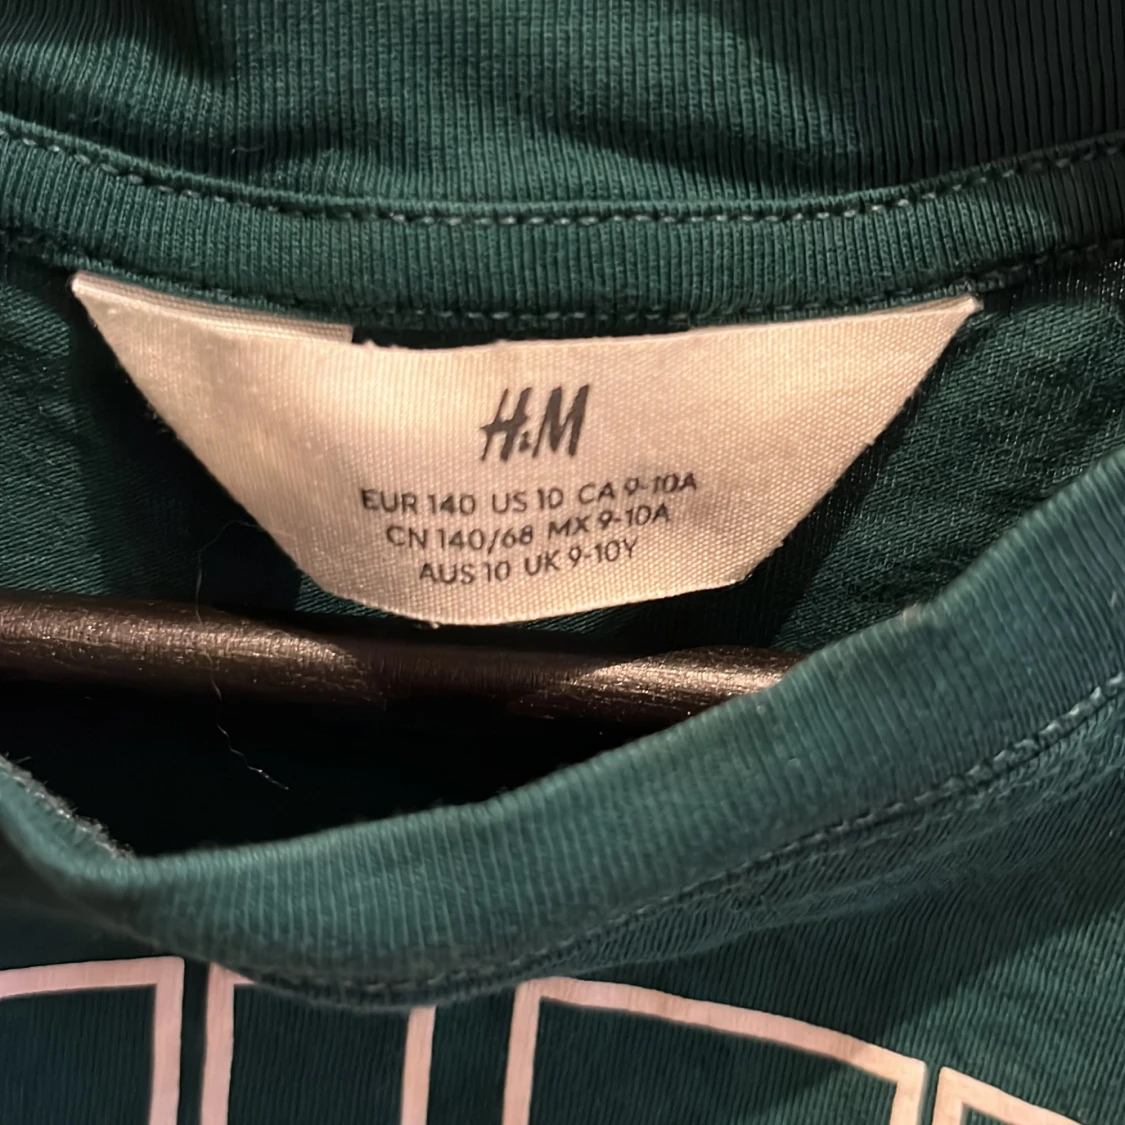 H&M
EUR 140 US 10 CA 9-10A
CN 140/68 MX 9-10A
AUS 10 UK 9-10Y